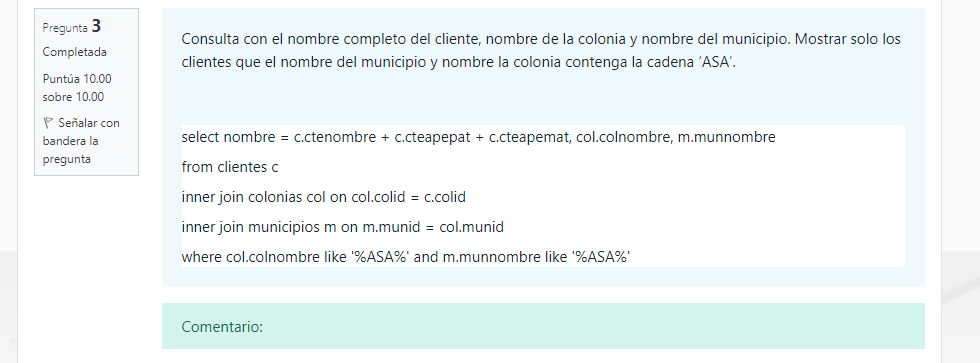 Pregunta 3
Completada
Puntúa 10.00
sobre 10.00
Señalar con
bandera la
pregunta
Consulta con el nombre completo del cliente, nombre de la colonia y nombre del municipio. Mostrar solo los
clientes que el nombre del municipio y nombre la colonia contenga la cadena ‘ASA’.
select nombre = c.ctenombre + c.cteapepat + c.cteapemat, col.colnombre, m.munnombre
from clientes c
inner join colonias col on col.colid = c.colid
inner join municipios m on m.munid = col.munid
where col.colnombre like '%ASA%' and m.munnombre like '%ASA%'
Comentario: